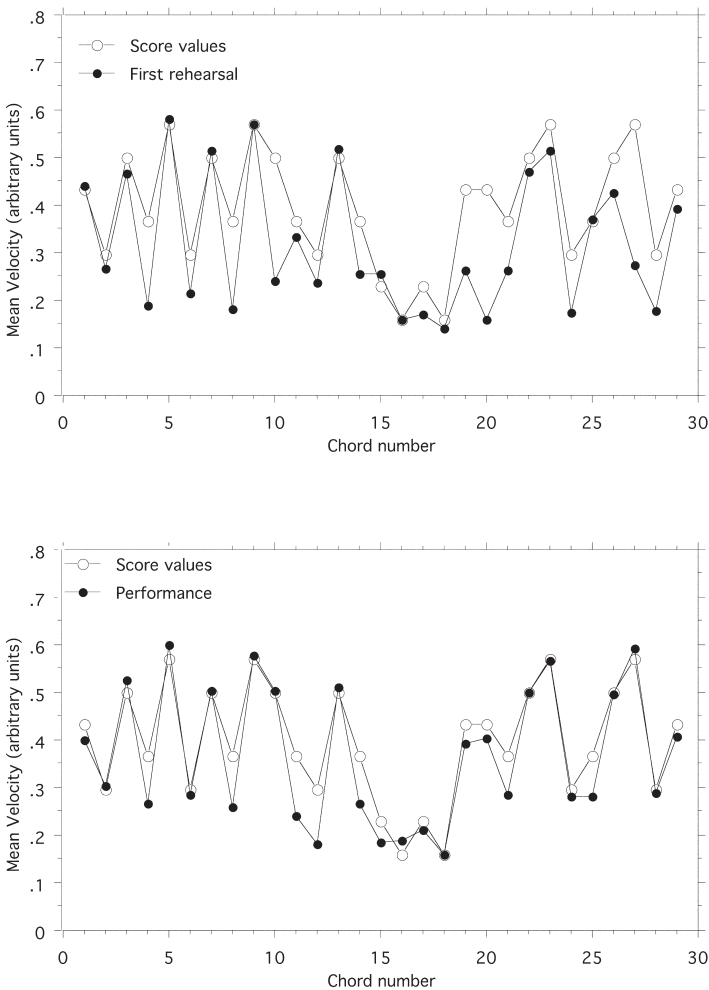 .8
Score values
.7
First rehearsal
.6
.5
.4
.3
.2
.1
0
Mean Velocity (arbitrary units)
0 5 10 15 20 25 30
Chord number
.8
Score values
.7
Performance
.6
.5
.4
.3
.2
.1
0
Mean Velocity (arbitrary units)
0 5 10 15 20 25 30
Chord number